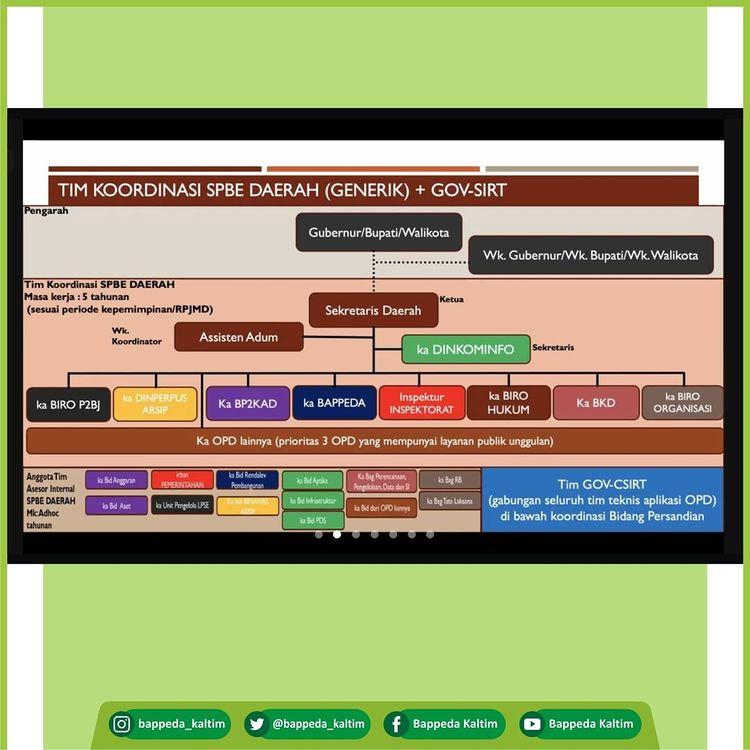 TIM KOORDINASI SPBE DAERAH (GENERIK) + GOV-SIRT
Pengarah
Gubernur/Bupati/Walikota
Wk. Gubernur/Wk. Bupati/Wk. Walikota
Tim Koordinasi SPBE DAERAH
Masa kerja : 5 tahunan
(sesuai periode kepemimpinan/RPJMD)
Sekretaris Daerah
Ketua
Wk.
Koordinator
Assisten Adum
ka DINKOMINFO
Sekretaris
ka BIRO P2BJ
ka DINPERPUS
ARSIP
Ka BP2KAD
ka BAPPEDA
Inspektur
INSPEKTORAT
ka BIRO
HUKUM
Ka BKD
ka BIRO
ORGANISASI
Ka OPD lainnya (prioritas 3 OPD yang mempunyai layanan publik unggulan)
Anggota Tim
Asesor Internal
SPBE DAERAH
Mk:Adhoc
tahunan
ka Bid Anggaran
irban
PEMERINTAHAN
ka Bid Rendalev
Pembangunan
ka Bid Aptika
Ka Bag Perencanaan,
Pengelolaan, Data dan SI
ka Bag RB
ka Bid Aset
ka Unit Pengelola LPSE
ka Bid
ARSIP
ka Bid Infrastruktur
ka Bid dari OPD lainnya
ka Bag Tata Laksana
ka Bid PDS
Tim GOV-CSIRT
(gabungan seluruh tim teknis aplikasi OPD)
di bawah koordinasi Bidang Persandian
bappeda_kaltim
@bappeda_kaltim
Bappeda Kaltim
Bappeda Kaltim